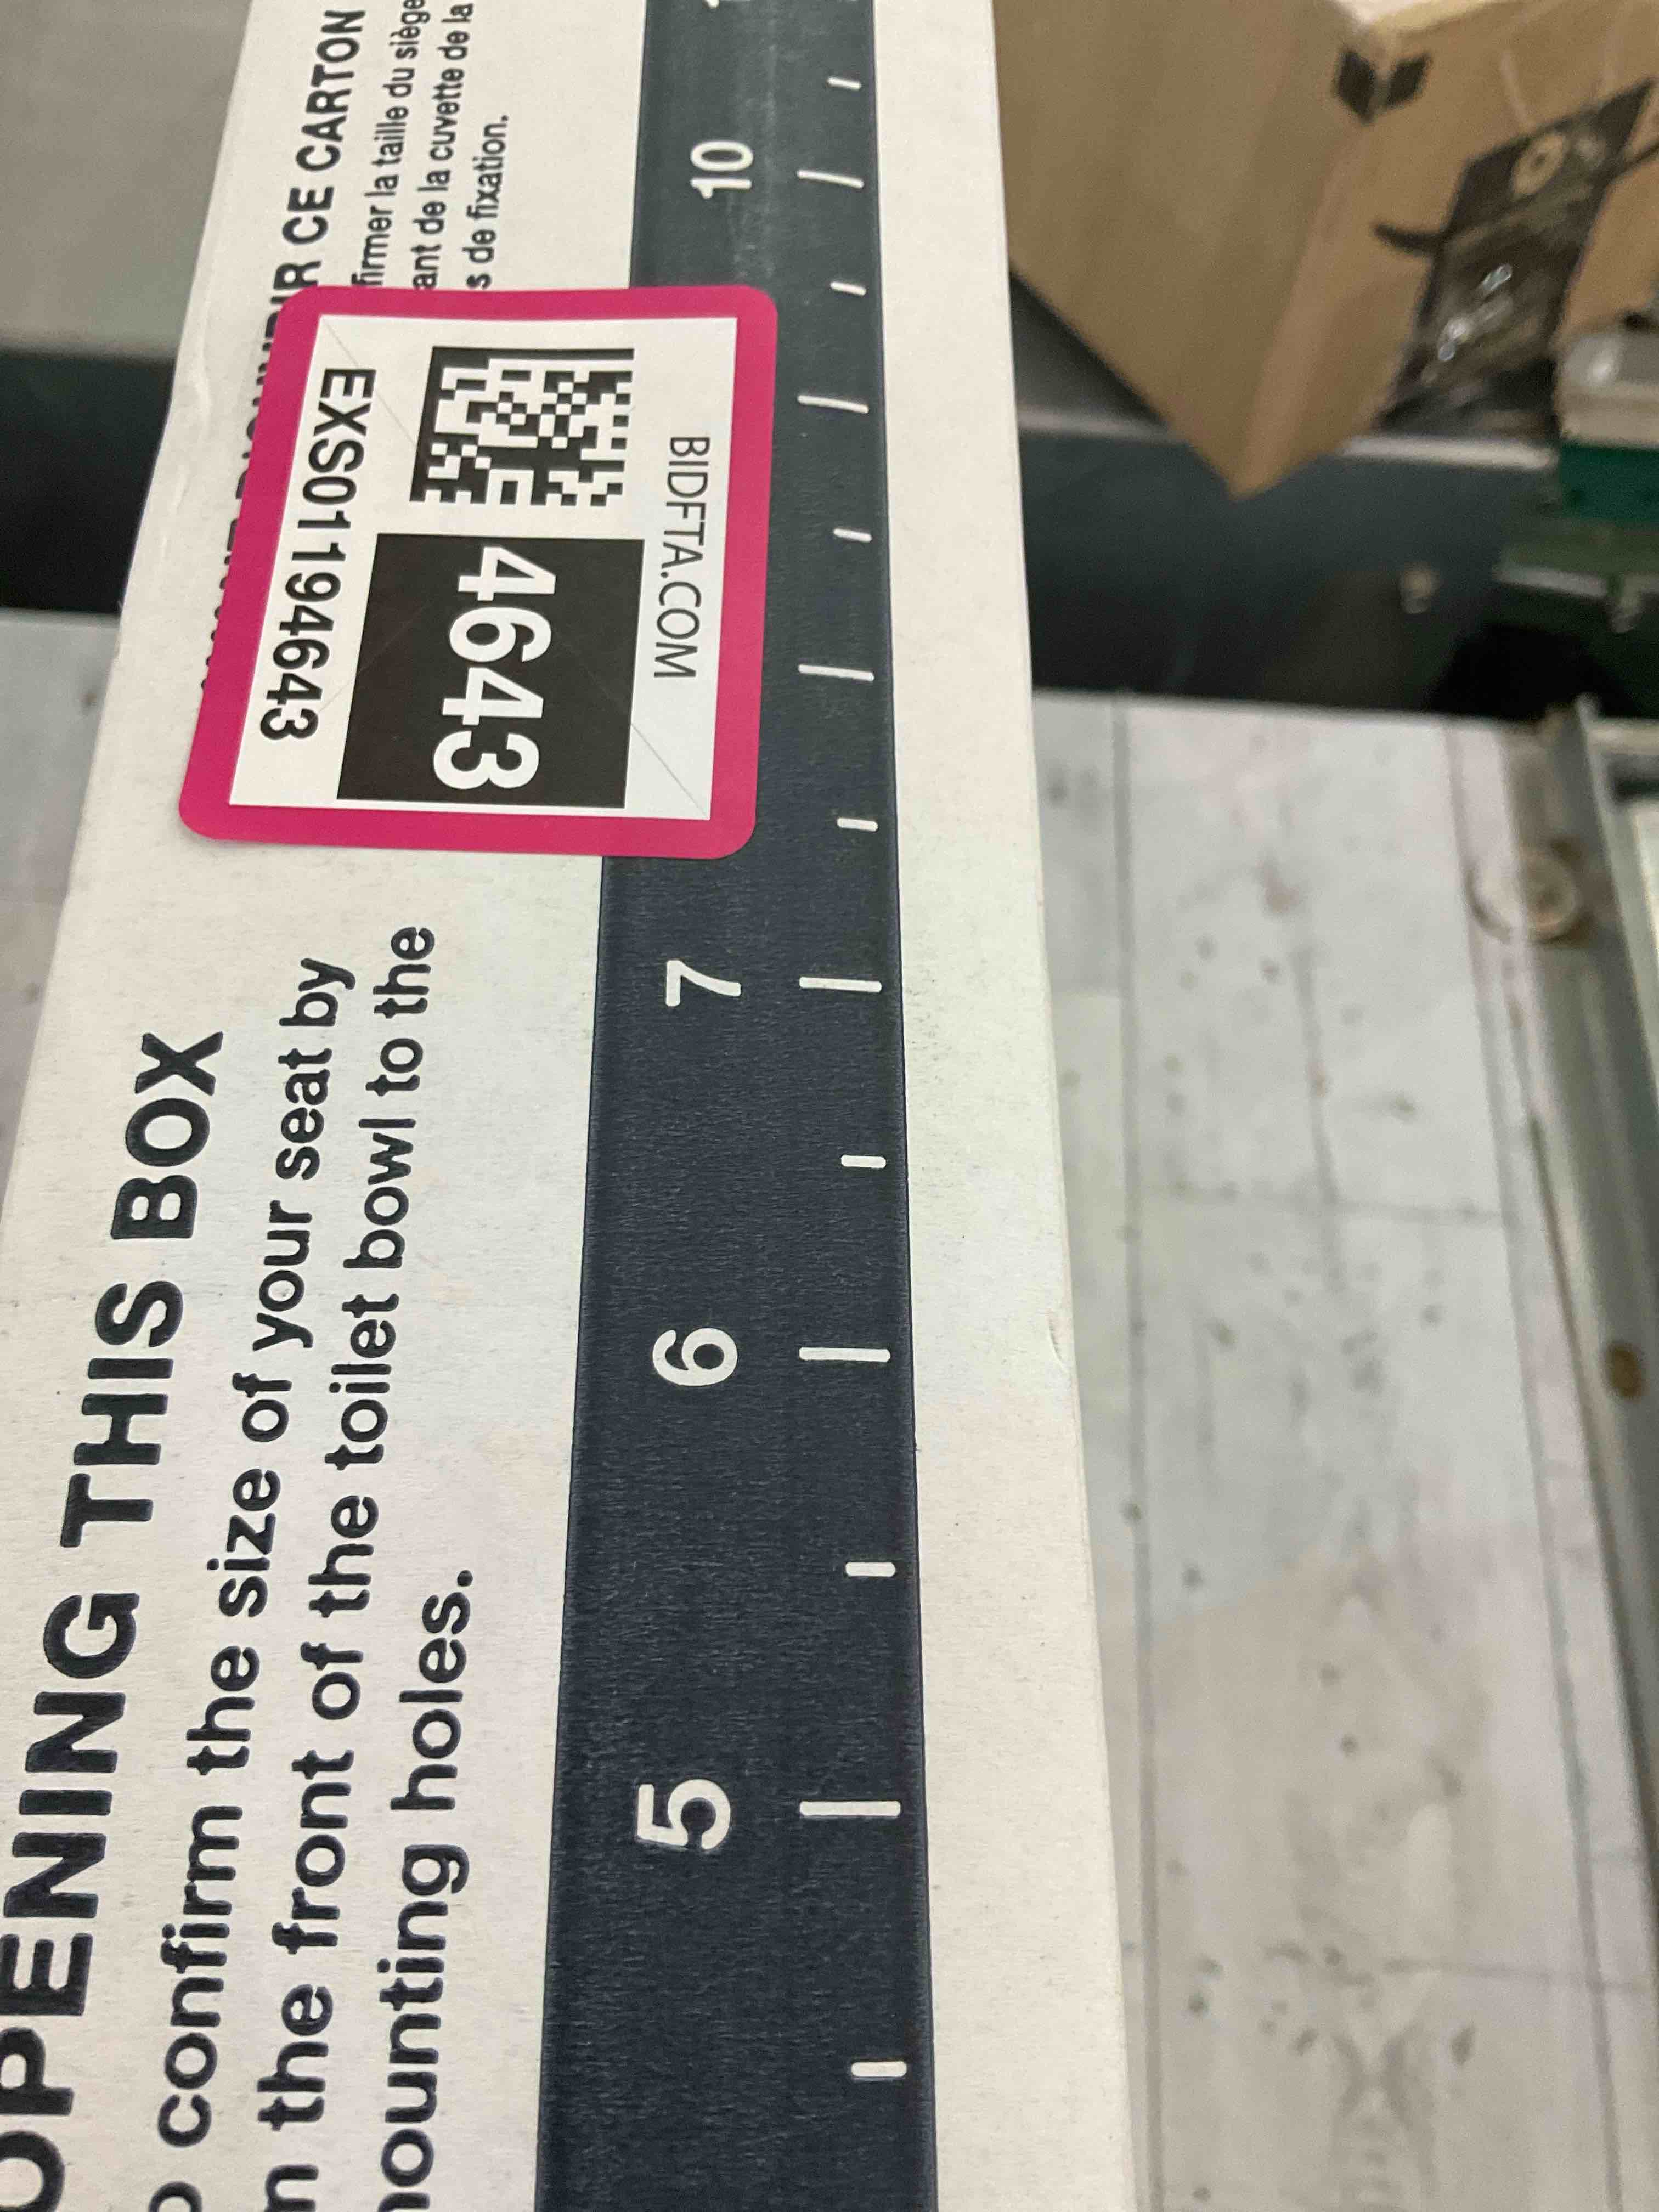 OPENING THIS BOX
confirm the size of your seat by
the front of the toilet bowl to the
mounting holes.
CE CARTON
firmer la taille du siège
ant de la cuvette de la
s de fixation.
EXS01194643
4643
BIDFTA.COM
5 6 7 10